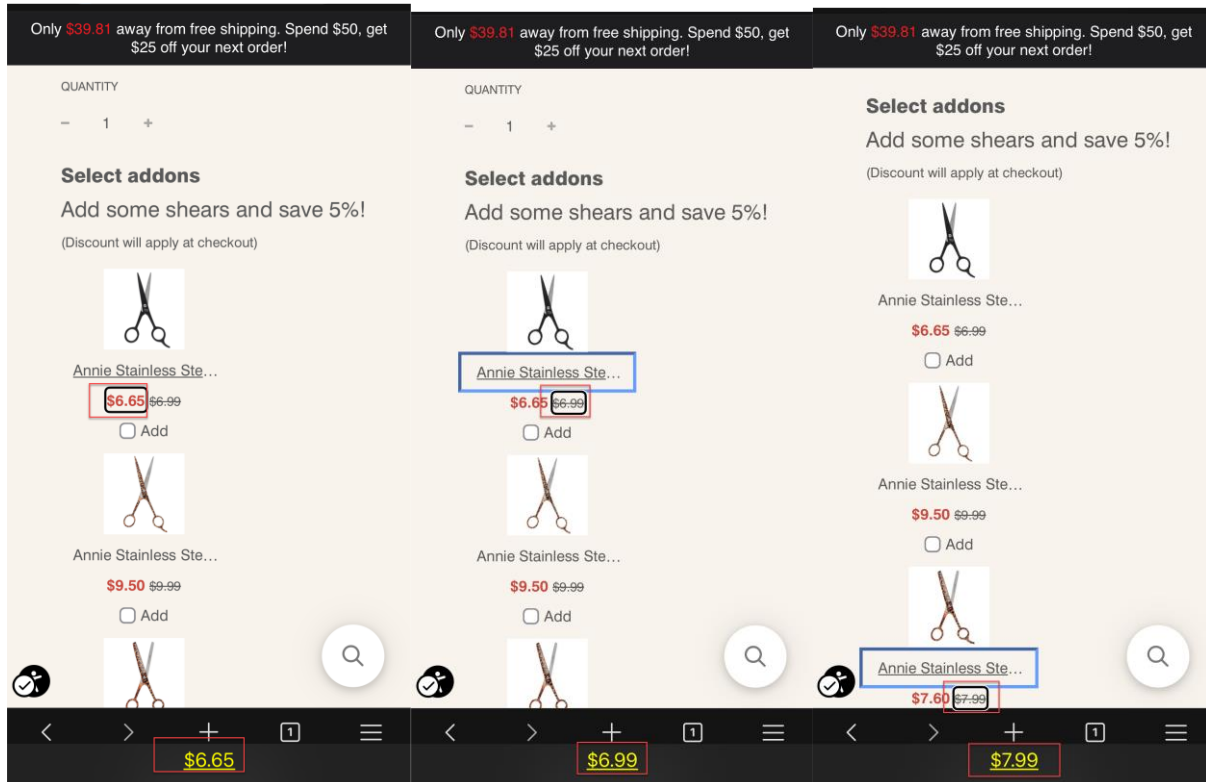 Only $39.81 away from free shipping. Spend $50, get
$25 off your next order!
QUANTITY
− 1 +
Select addons
Add some shears and save 5%!
(Discount will apply at checkout)
Annie Stainless Ste...
$6.65 $6.99
Add
Annie Stainless Ste...
$9.50 $9.99
Add
1
$6.65
Only $39.81 away from free shipping. Spend $50, get
$25 off your next order!
QUANTITY
− 1 +
Select addons
Add some shears and save 5%!
(Discount will apply at checkout)
Annie Stainless Ste...
$6.65 $6.99
Add
Annie Stainless Ste...
$9.50 $9.99
Add
1
$6.99
Only $39.81 away from free shipping. Spend $50, get
$25 off your next order!
Select addons
Add some shears and save 5%!
(Discount will apply at checkout)
Annie Stainless Ste...
$6.65 $6.99
Add
Annie Stainless Ste...
$9.50 $9.99
Add
Annie Stainless Ste...
$7.60 $7.99
1
$7.99